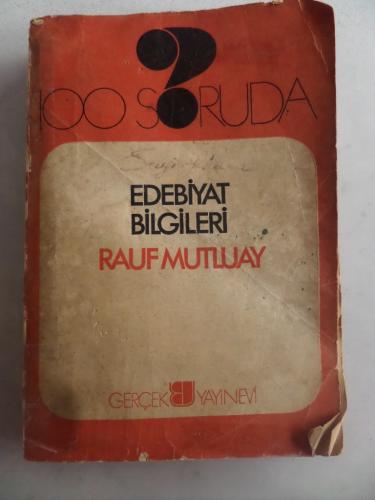 100 SORUDA
EDEBİYAT
BİLGİLERİ
RAUF MUTLUAY
GERÇEK YAYINEVİ